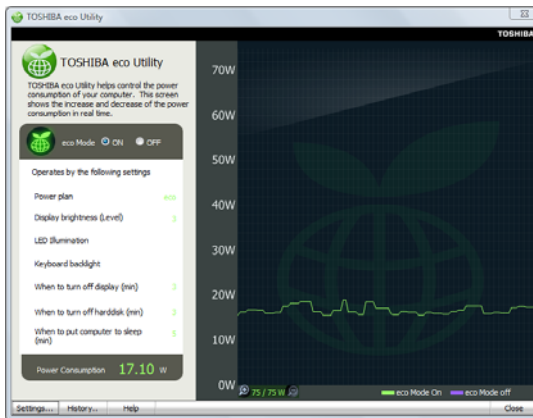 TOSHIBA eco Utility
TOSHIBA
TOSHIBA eco Utility
TOSHIBA eco Utility helps control the power
consumption of your computer. This screen
shows the increase and decrease of the power
consumption in real time.
eco Mode ON OFF
Operates by the following settings
Power plan eco
Display brightness (Level) 3
LED Illumination
Keyboard backlight
When to turn off display (min) 3
When to turn off harddisk (min) 3
When to put computer to sleep 5
(min)
Power Consumption 17.10 W
70W
60W
50W
40W
30W
20W
10W
0W
75 / 75 W
eco Mode On eco Mode off
Settings... History... Help Close